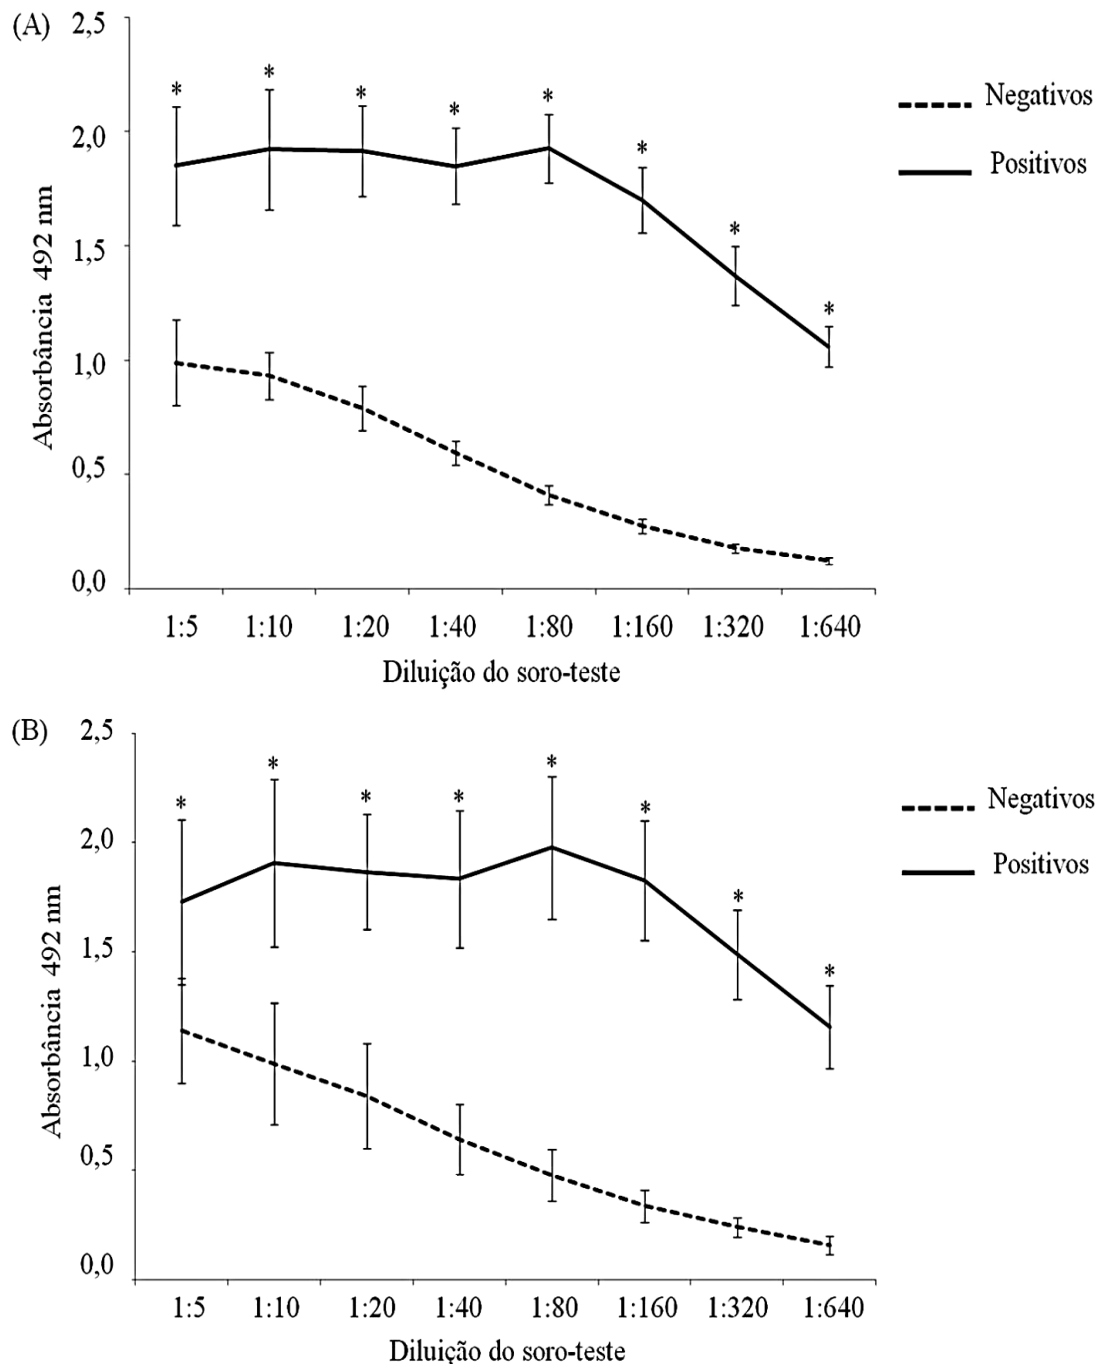 (A)
2,5
2,0
1,5
1,0
0,5
0,0
Absorbância 492 nm
* * * * * * * *
Negativos
Positivos
1:5 1:10 1:20 1:40 1:80 1:160 1:320 1:640
Diluição do soro-teste
(B)
2,5
2,0
1,5
1,0
0,5
0,0
Absorbância 492 nm
* * * * * * * *
Negativos
Positivos
1:5 1:10 1:20 1:40 1:80 1:160 1:320 1:640
Diluição do soro-teste